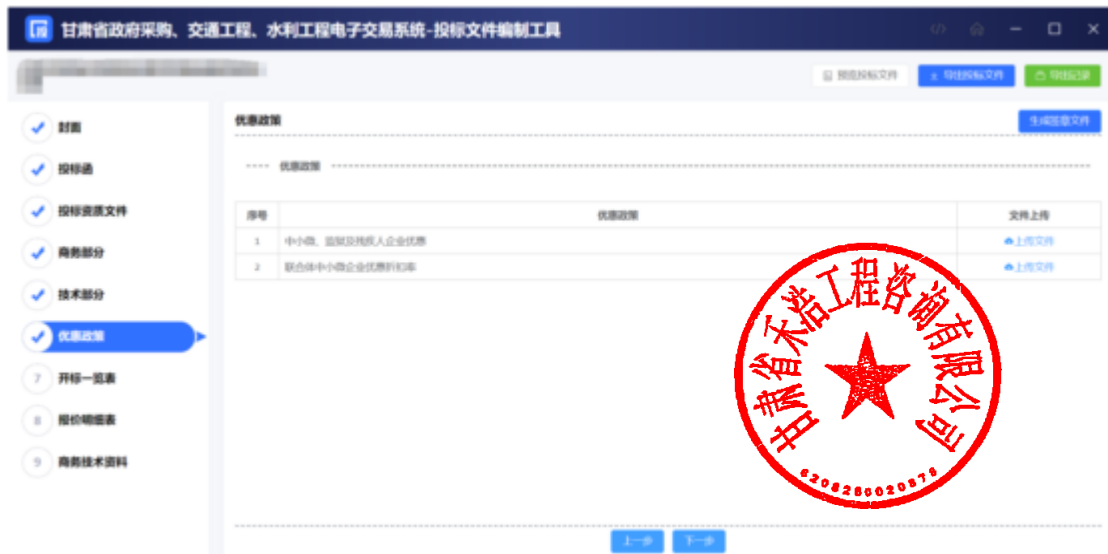 甘肃省政府采购、交通工程、水利工程电子交易系统-投标文件编制工具
预览投标文件
导出投标文件
导出记录
封面
投标函
投标资质文件
商务部分
技术部分
优惠政策
7 开标一览表
8 报价明细表
9 商务技术资料
优惠政策
生成签章文件
优惠政策
序号 优惠政策 文件上传
1 中小微、监狱及残疾人企业优惠 上传文件
2 联合体中小微企业优惠折扣率 上传文件
甘肃省禾浩工程咨询有限公司
上一步 下一步